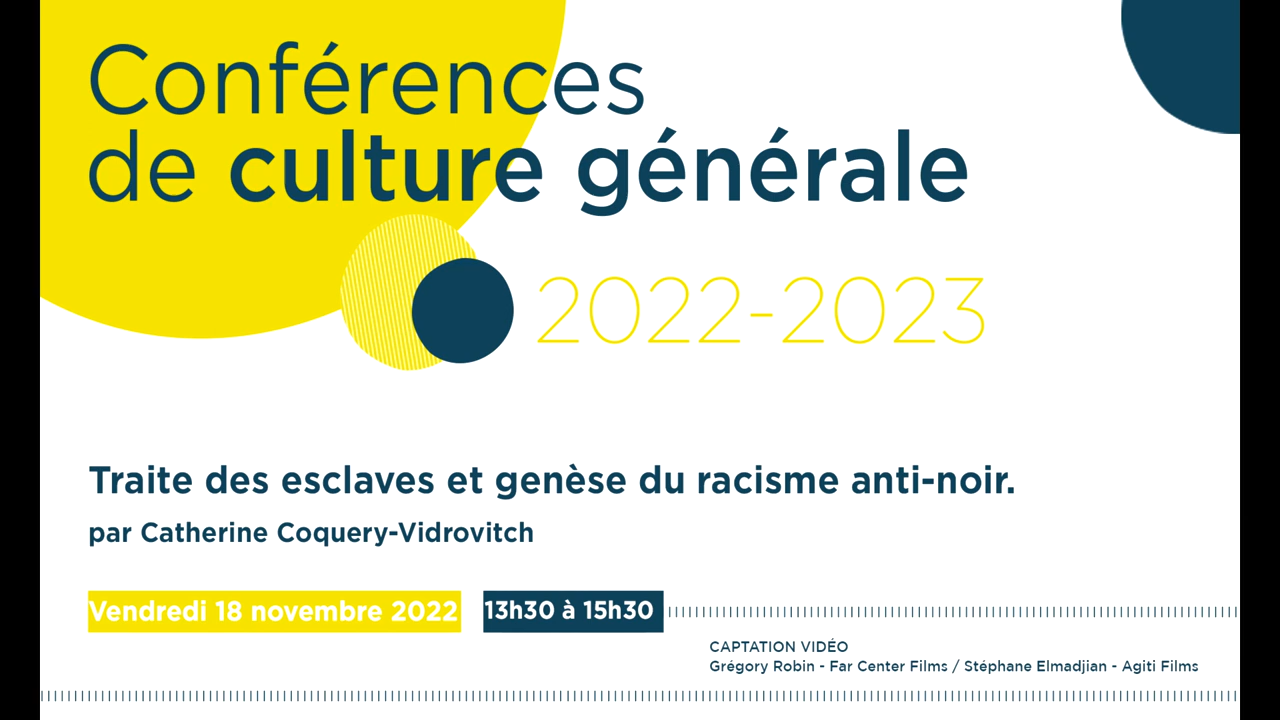 Conférences
de culture générale
2022-2023
Traite des esclaves et genèse du racisme anti-noir.
par Catherine Coquery-Vidrovitch
Vendredi 18 novembre 2022 13h30 à 15h30
CAPTATION VIDÉO
Grégory Robin - Far Center Films / Stéphane Elmadjian - Agiti Films